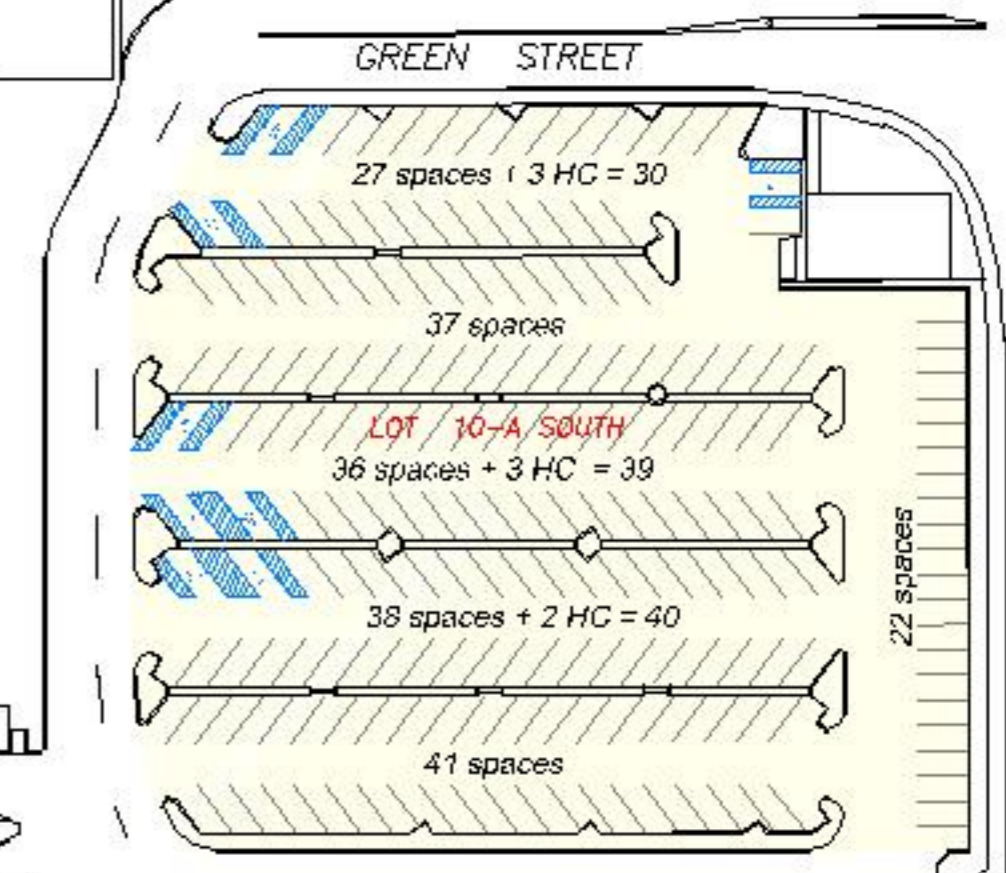 GREEN STREET
27 spaces + 3 HC = 30
37 spaces
LOT 10-A SOUTH
36 spaces + 3 HC = 39
22 spaces
38 spaces + 2 HC = 40
41 spaces